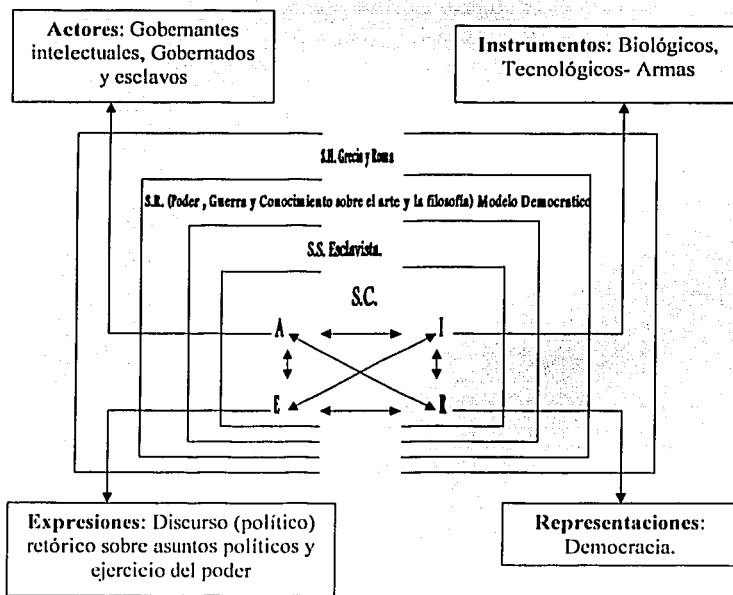 Actores: Gobernantes
intelectuales, Gobernados
y esclavos
Instrumentos: Biológicos,
Tecnológicos- Armas
S.H. Grecia y Roma
S.R. (Poder , Guerra y Conocimiento sobre el arte y la filosofía) Modelo Democratico
S.S. Esclavista.
S.C.
A I
E R
Expresiones: Discurso (político)
retórico sobre asuntos políticos y
ejercicio del poder
Representaciones:
Democracia.